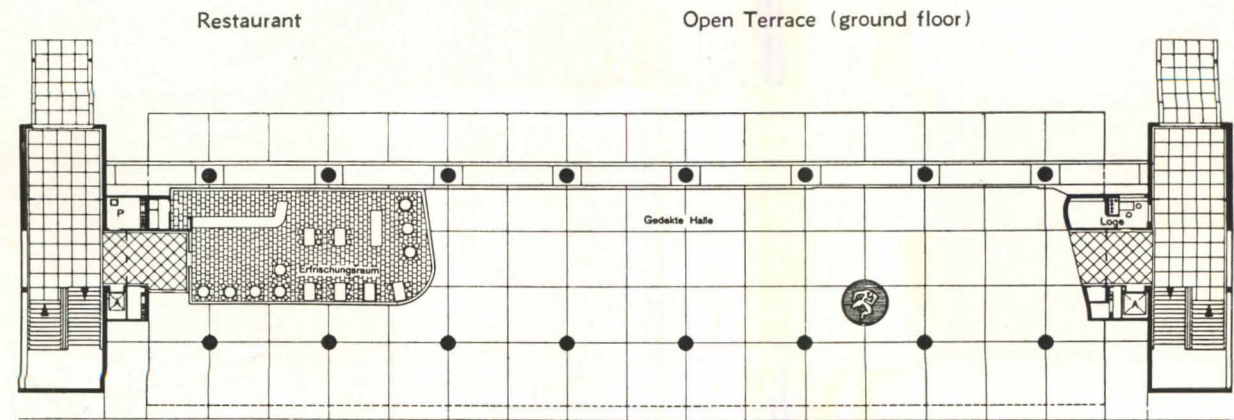 Restaurant
Open Terrace (ground floor)
P
Gedekte Halle
Loge
Erfrischungsraum